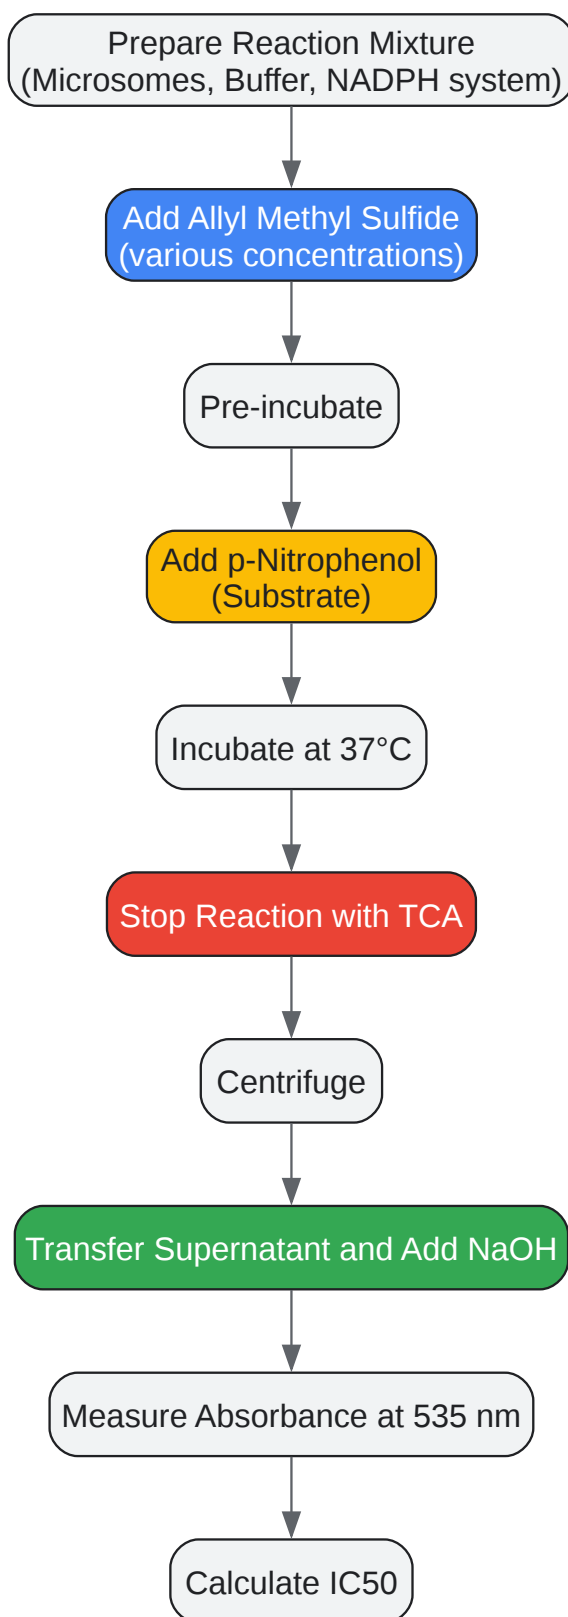 Prepare Reaction Mixture
(Microsomes, Buffer, NADPH system)
Add Allyl Methyl Sulfide
(various concentrations)
Pre-incubate
Add p-Nitrophenol
(Substrate)
Incubate at 37°C
Stop Reaction with TCA
Centrifuge
Transfer Supernatant and Add NaOH
Measure Absorbance at 535 nm
Calculate IC50